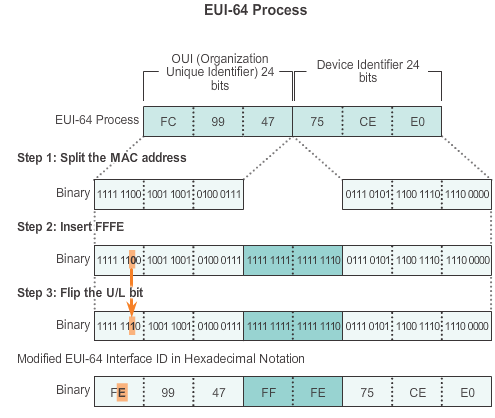 EUI-64 Process
OUI (Organization
Unique Identifier) 24
bits
Device Identifier 24
bits
EUI-64 Process FC 99 47 75 CE E0
Step 1: Split the MAC address
Binary 1111 1100 1001 1001 0100 0111 0111 0101 1100 1110 1110 0000
Step 2: Insert FFFE
Binary 1111 1100 1001 1001 0100 0111 1111 1111 1111 1110 0111 0101 1100 1110 1110 0000
Step 3: Flip the U/L bit
Binary 1111 1110 1001 1001 0100 0111 1111 1111 1111 1110 0111 0101 1100 1110 1110 0000
Modified EUI-64 Interface ID in Hexadecimal Notation
Binary FE 99 47 FF FE 75 CE E0